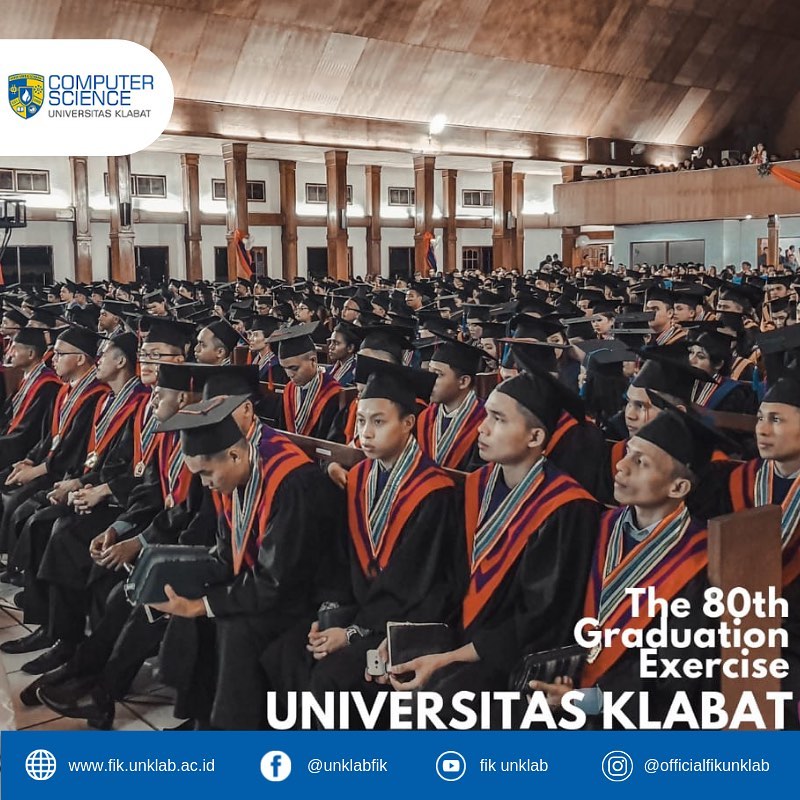 COMPUTER
SCIENCE
UNIVERSITAS KLABAT
The 80th
Graduation
Exercise
UNIVERSITAS KLABAT
www.fik.unklab.ac.id
@unklabfik
fik unklab
@officialfikunklab